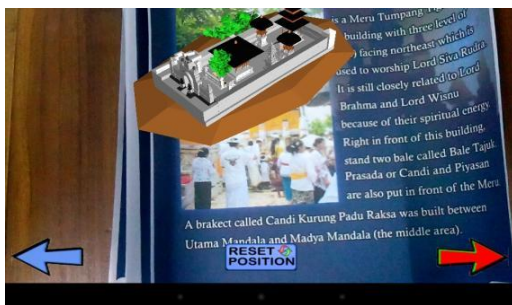 is a Meru Tumpang
building with three level of
) facing northeast which is
used to worship Lord Siva Rudra.
It is still closely related to Lord
Brahma and Lord Wisnu
because of their spiritual energy.
Right in front of this building,
stand two bale called Bale Tajuk.
Prasada or Candi and Piyasan
are also put in front of the Meru.
A brakect called Candi Kurung Padu Raksa was built between
Utama Mandala and Madya Mandala (the middle area).
RESET
POSITION